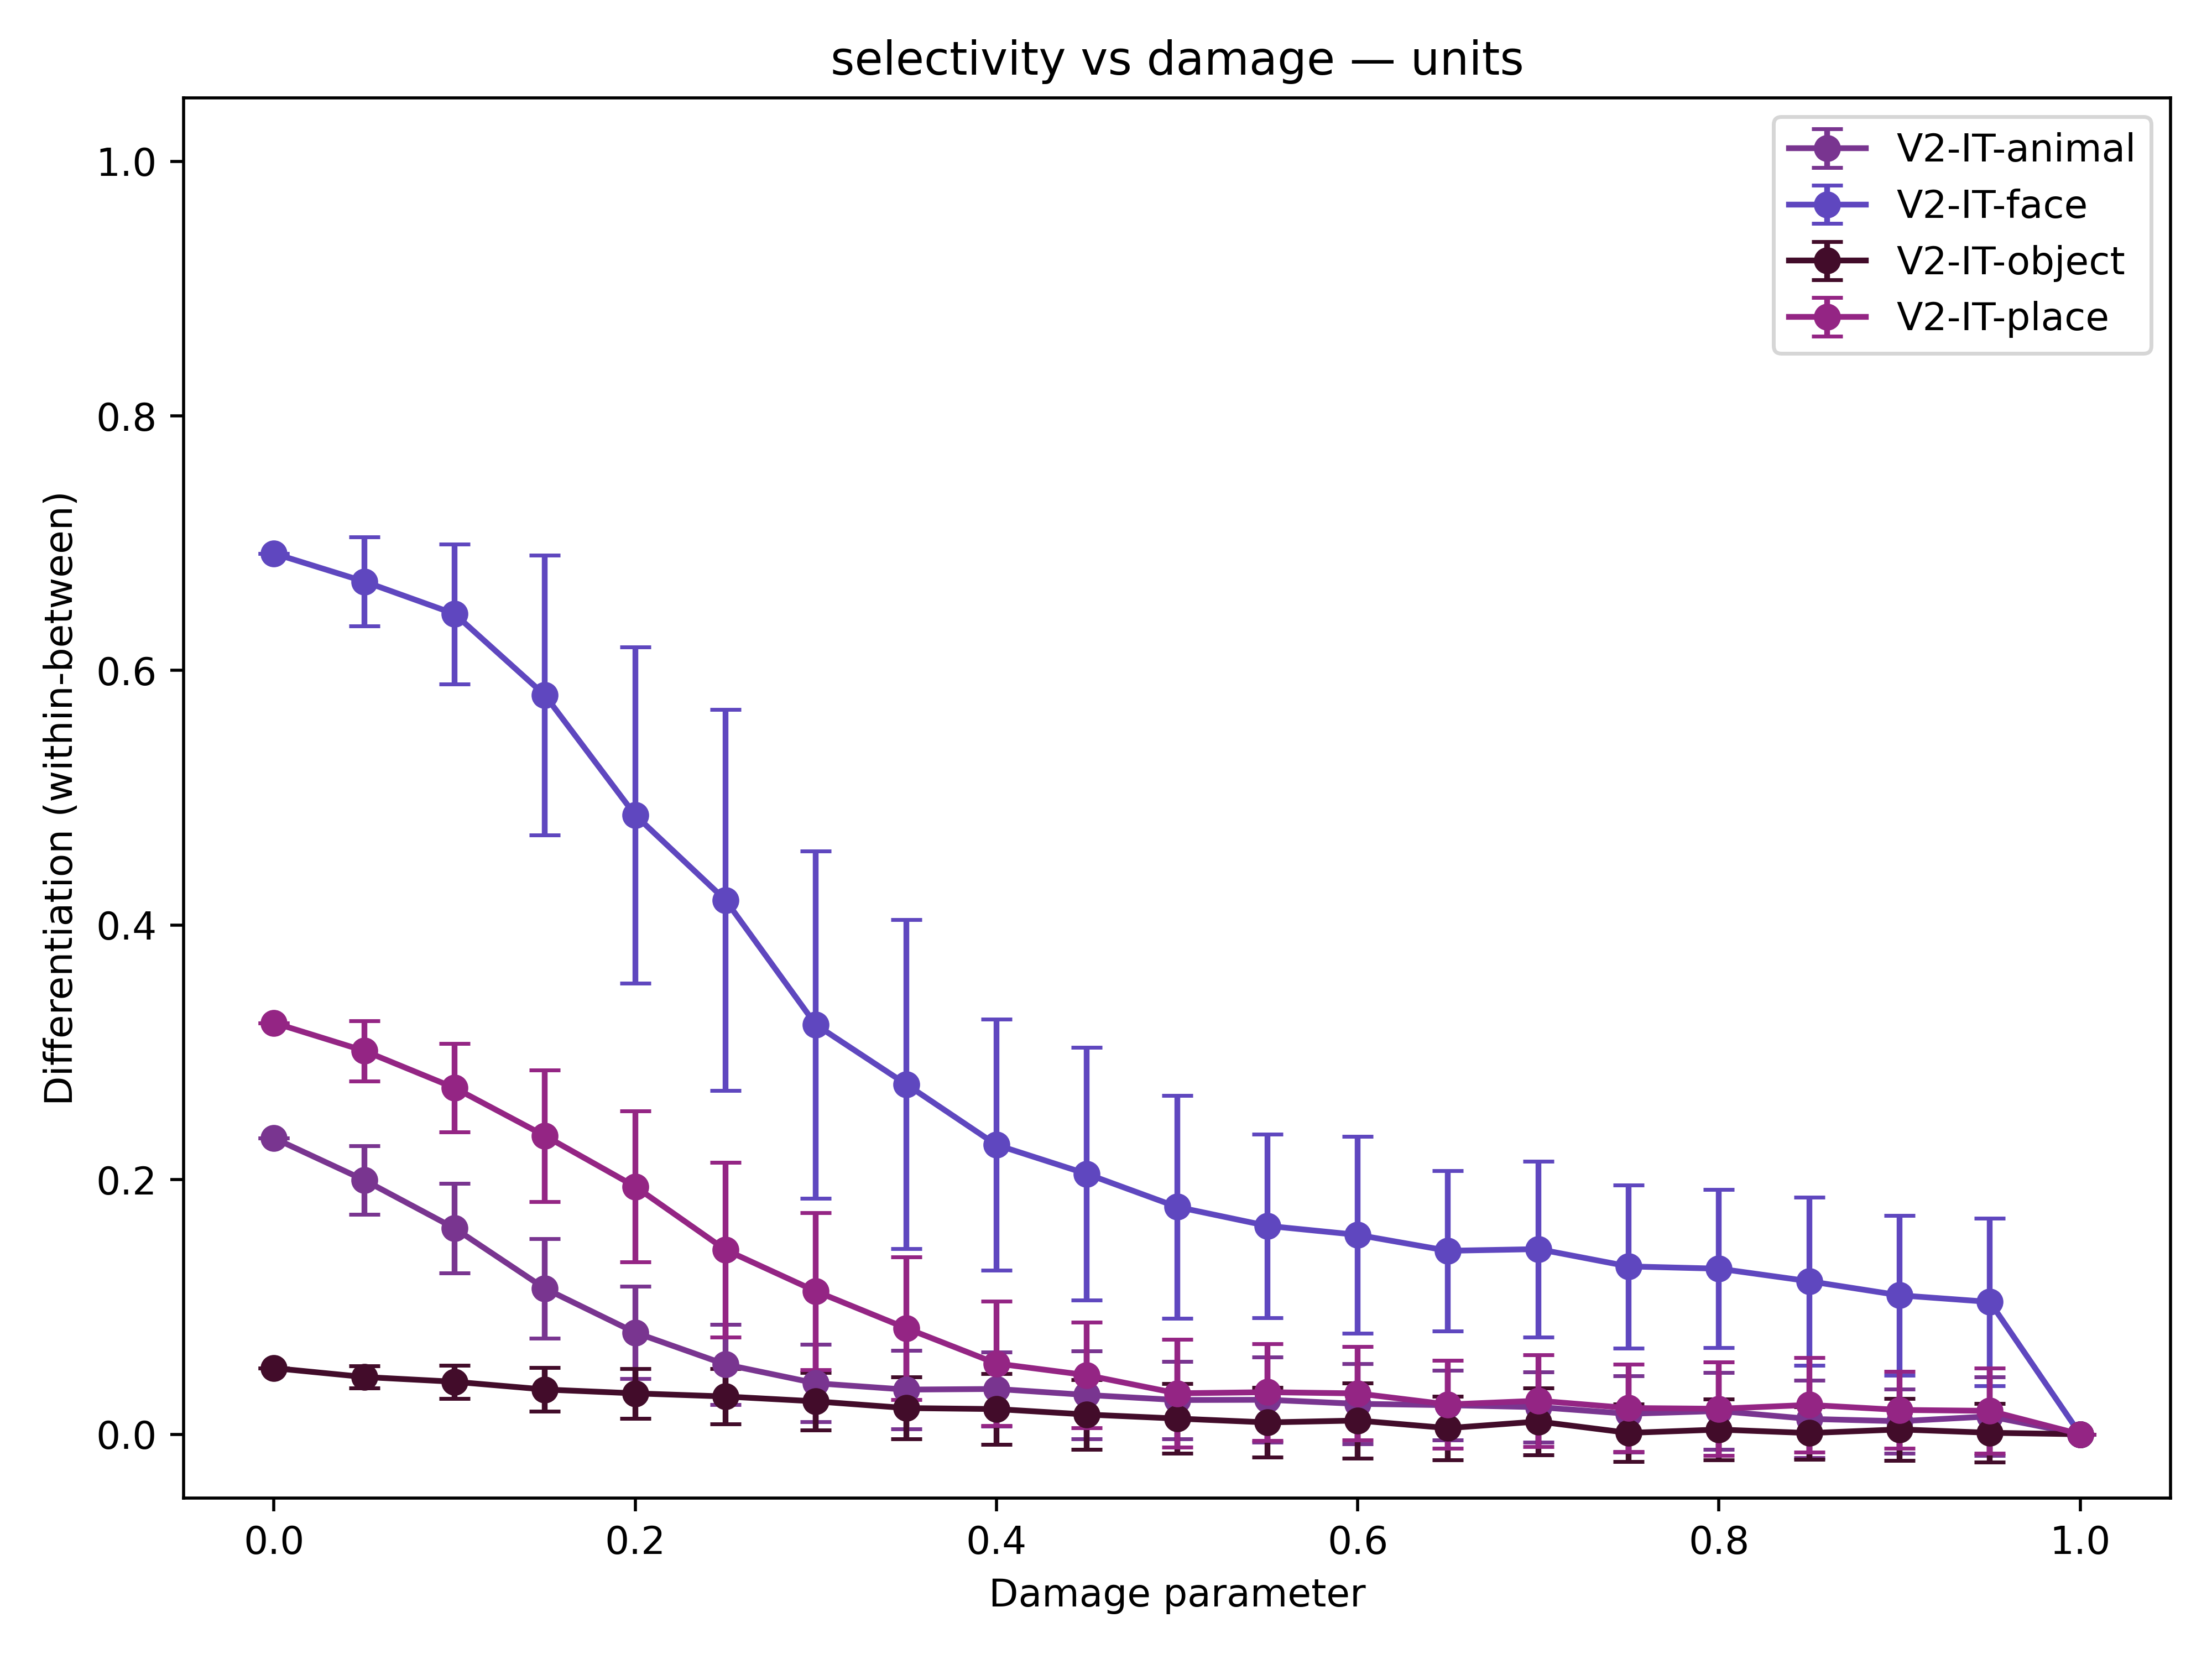 selectivity vs damage — units
1.0
0.8
0.6
0.4
0.2
0.0
Differentiation (within-between)
V2-IT-animal
V2-IT-face
V2-IT-object
V2-IT-place
0.0 0.2 0.4 0.6 0.8 1.0
Damage parameter